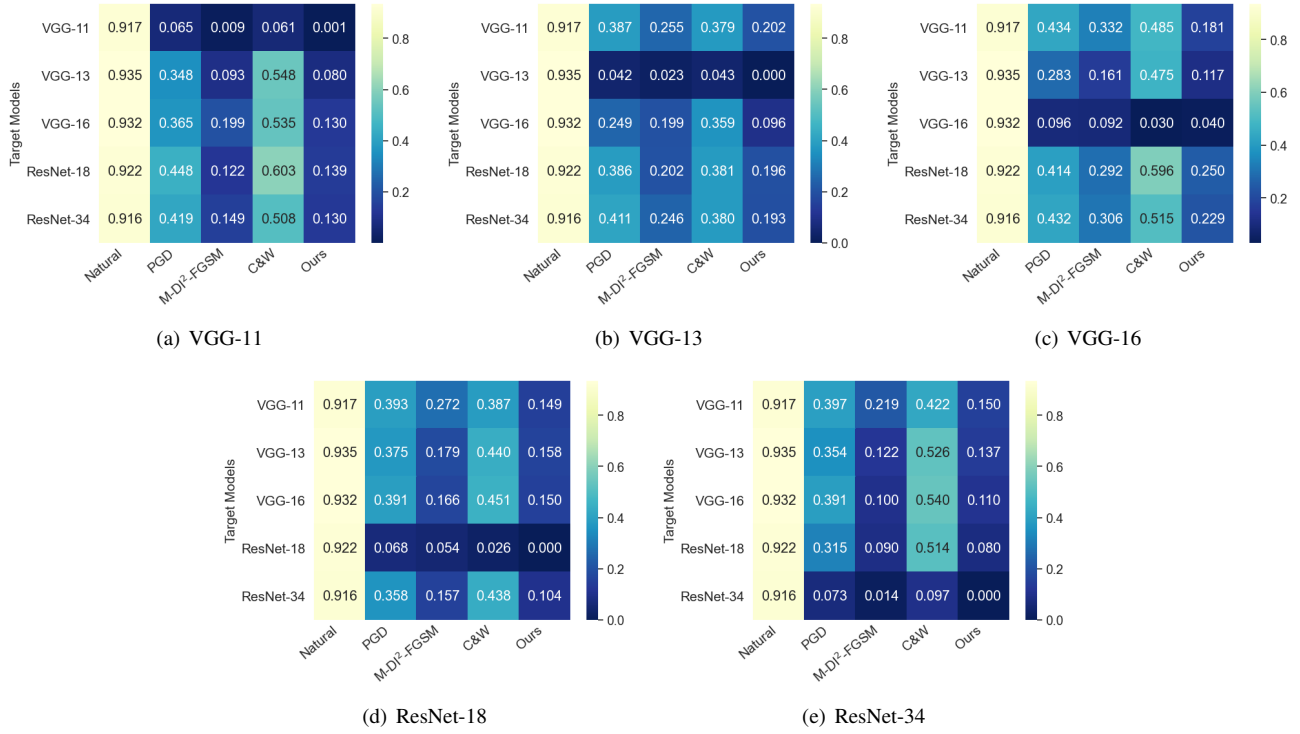 VGG-11 0.917 0.065 0.009 0.061 0.001
VGG-13 0.935 0.348 0.093 0.548 0.080
VGG-16 0.932 0.365 0.199 0.535 0.130
ResNet-18 0.922 0.448 0.122 0.603 0.139
ResNet-34 0.916 0.419 0.149 0.508 0.130
Target Models
0.8
0.6
0.4
0.2
Natural PGD M-DI²-FGSM C&W Ours
(a) VGG-11
VGG-11 0.917 0.387 0.255 0.379 0.202
VGG-13 0.935 0.042 0.023 0.043 0.000
VGG-16 0.932 0.249 0.199 0.359 0.096
ResNet-18 0.922 0.386 0.202 0.381 0.196
ResNet-34 0.916 0.411 0.246 0.380 0.193
Target Models
0.8
0.6
0.4
0.2
0.0
Natural PGD M-DI²-FGSM C&W Ours
(b) VGG-13
VGG-11 0.917 0.434 0.332 0.485 0.181
VGG-13 0.935 0.283 0.161 0.475 0.117
VGG-16 0.932 0.096 0.092 0.030 0.040
ResNet-18 0.922 0.414 0.292 0.596 0.250
ResNet-34 0.916 0.432 0.306 0.515 0.229
Target Models
0.8
0.6
0.4
0.2
Natural PGD M-DI²-FGSM C&W Ours
(c) VGG-16
VGG-11 0.917 0.393 0.272 0.387 0.149
VGG-13 0.935 0.375 0.179 0.440 0.158
VGG-16 0.932 0.391 0.166 0.451 0.150
ResNet-18 0.922 0.068 0.054 0.026 0.000
ResNet-34 0.916 0.358 0.157 0.438 0.104
Target Models
0.8
0.6
0.4
0.2
0.0
Natural PGD M-DI²-FGSM C&W Ours
(d) ResNet-18
VGG-11 0.917 0.397 0.219 0.422 0.150
VGG-13 0.935 0.354 0.122 0.526 0.137
VGG-16 0.932 0.391 0.100 0.540 0.110
ResNet-18 0.922 0.315 0.090 0.514 0.080
ResNet-34 0.916 0.073 0.014 0.097 0.000
Target Models
0.8
0.6
0.4
0.2
0.0
Natural PGD M-DI²-FGSM C&W Ours
(e) ResNet-34